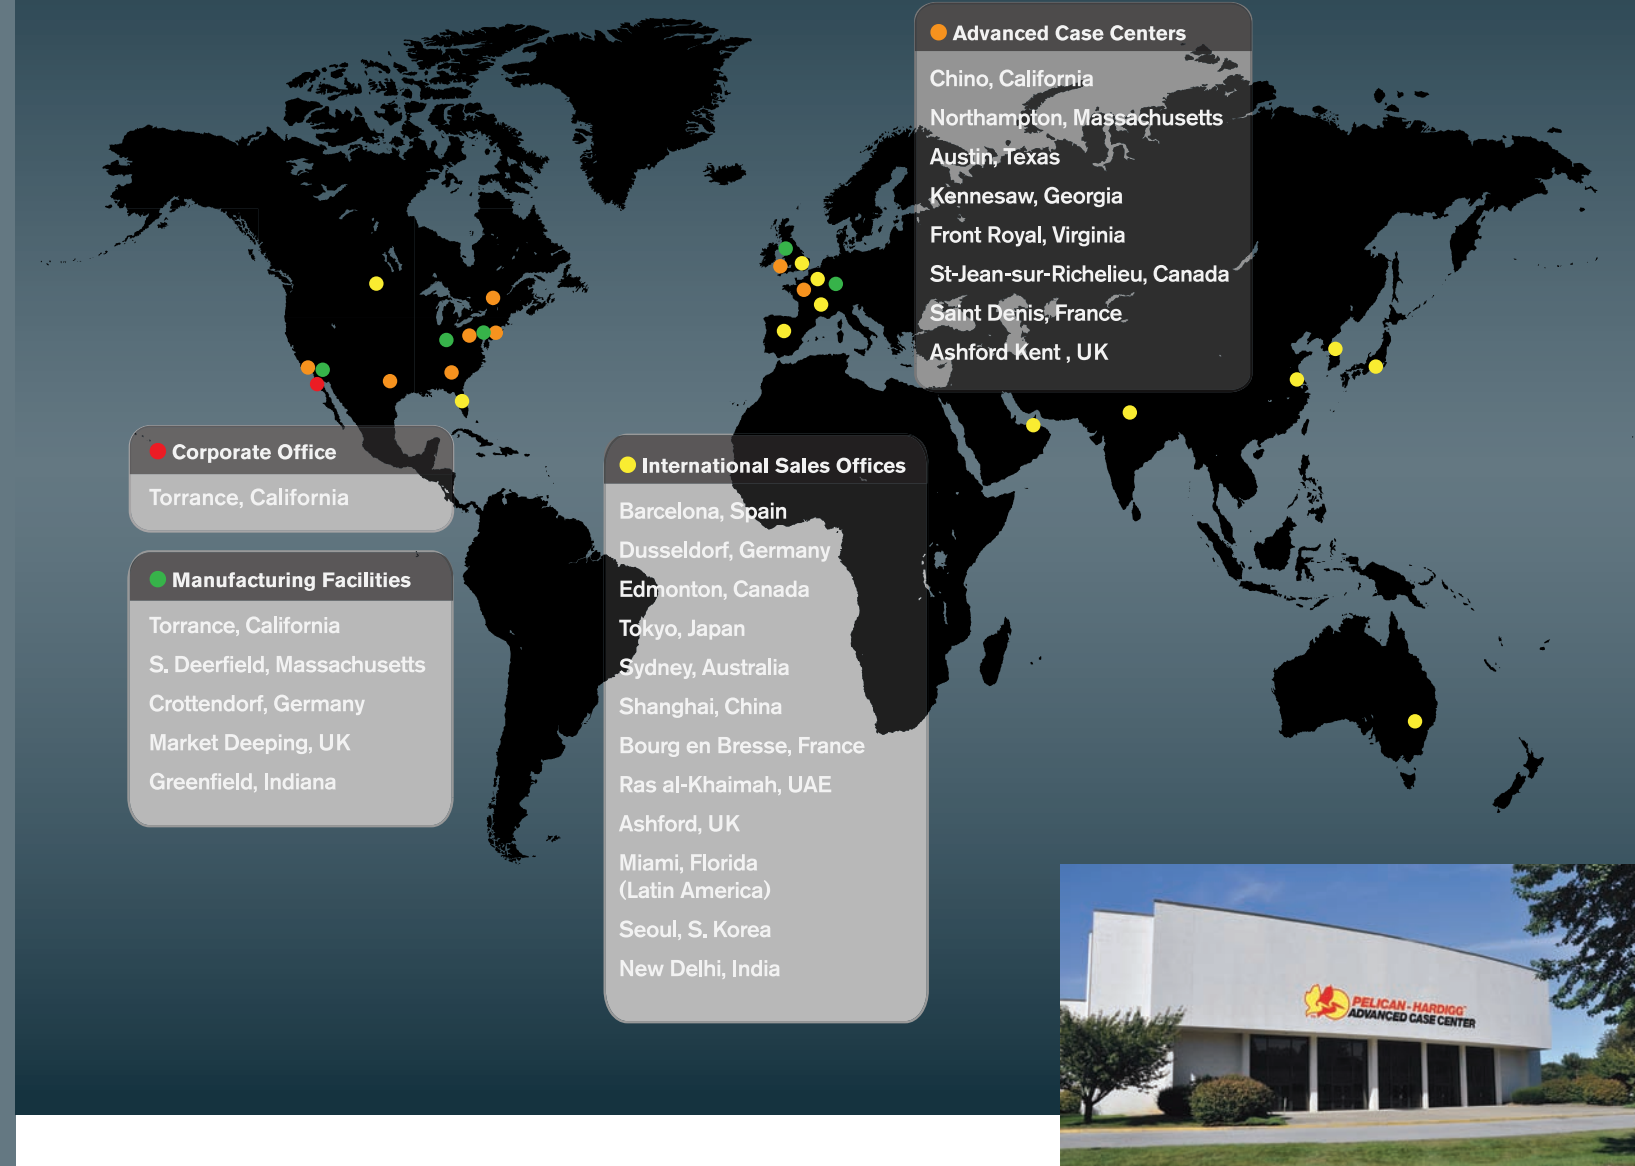 Advanced Case Centers
Chino, California
Northampton, Massachusetts
Austin, Texas
Kennesaw, Georgia
Front Royal, Virginia
St-Jean-sur-Richelieu, Canada
Saint Denis, France
Ashford Kent , UK
Corporate Office
Torrance, California
Manufacturing Facilities
Torrance, California
S. Deerfield, Massachusetts
Crottendorf, Germany
Market Deeping, UK
Greenfield, Indiana
International Sales Offices
Barcelona, Spain
Dusseldorf, Germany
Edmonton, Canada
Tokyo, Japan
Sydney, Australia
Shanghai, China
Bourg en Bresse, France
Ras al-Khaimah, UAE
Ashford, UK
Miami, Florida
(Latin America)
Seoul, S. Korea
New Delhi, India
PELICAN-HARDIGG™
ADVANCED CASE CENTER